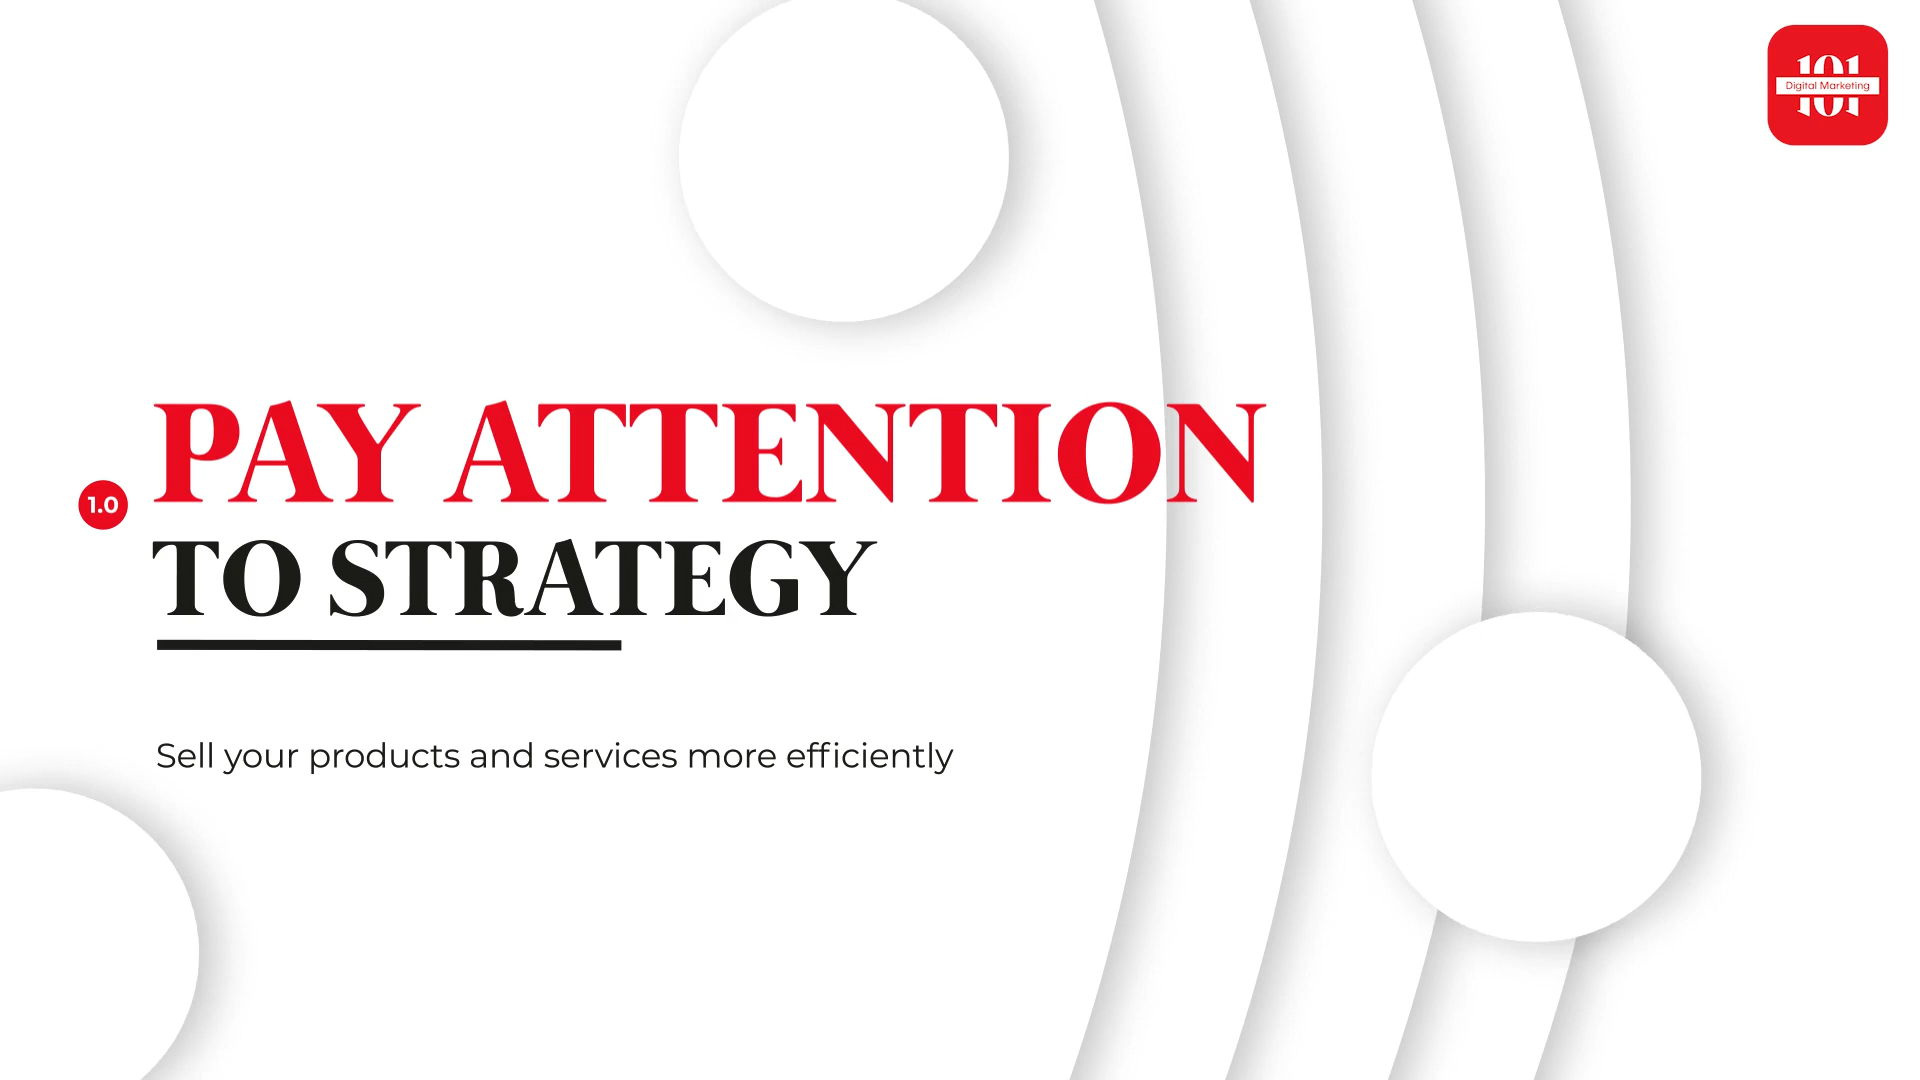 101
Digital Marketing
101
1.0
PAY ATTENTION
TO STRATEGY
Sell your products and services more efficiently